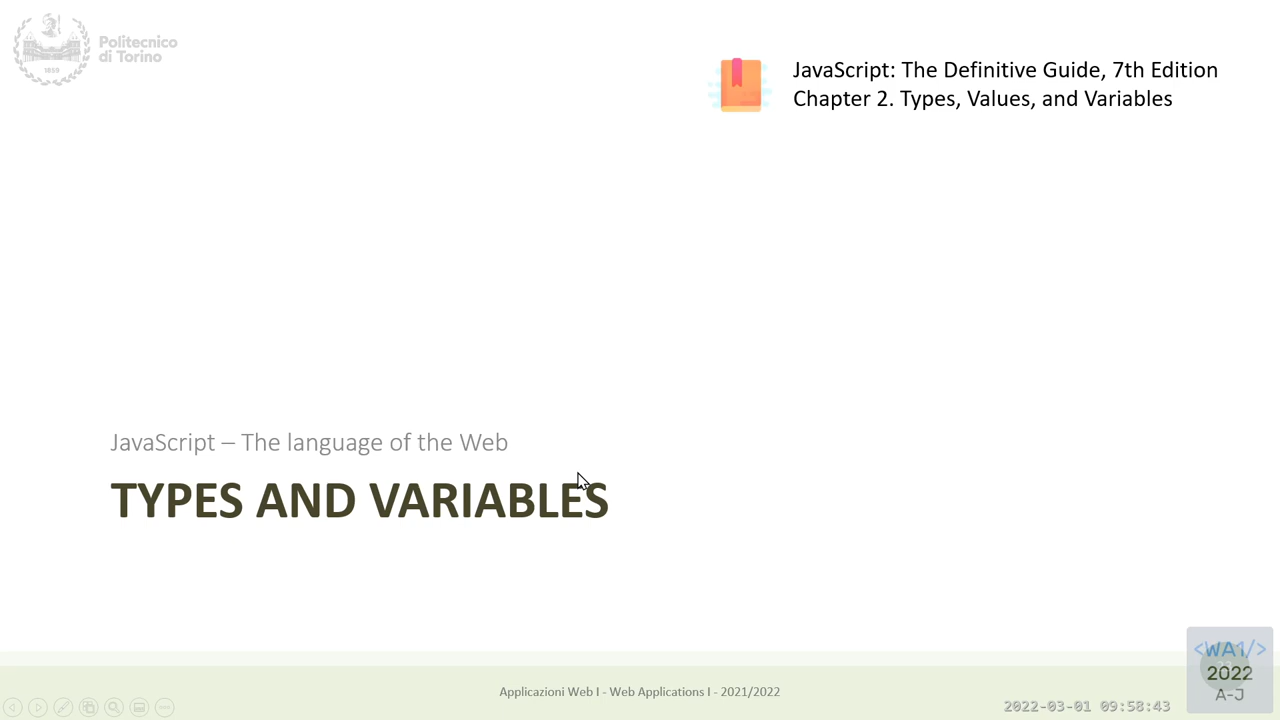 Politecnico
di Torino
1859
JavaScript: The Definitive Guide, 7th Edition
Chapter 2. Types, Values, and Variables
JavaScript – The language of the Web
TYPES AND VARIABLES
Applicazioni Web I - Web Applications I - 2021/2022
2022-03-01 09:58:43
<WA1/>
2022
A-J